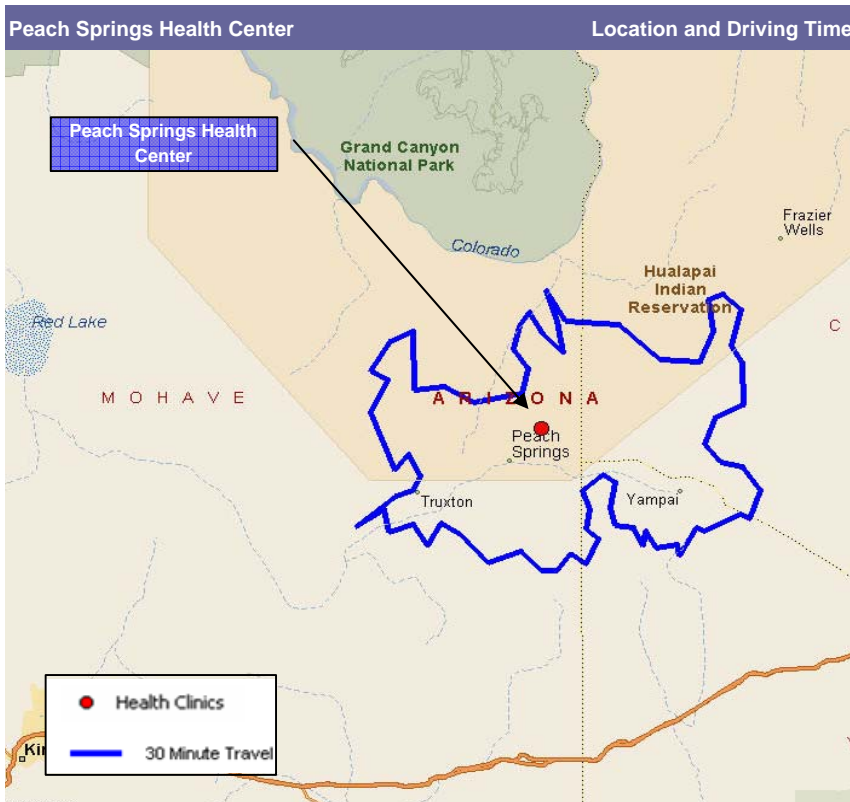 Peach Springs Health Center
Location and Driving Time
Peach Springs Health
Center
Grand Canyon
National Park
Frazier
Wells
Colorado
Hualapai
Indian
Reservation
Red Lake
C
M O H A V E
A R I Z O N A
Peach
Springs
Truxton
Yampai
Health Clinics
30 Minute Travel
Ki